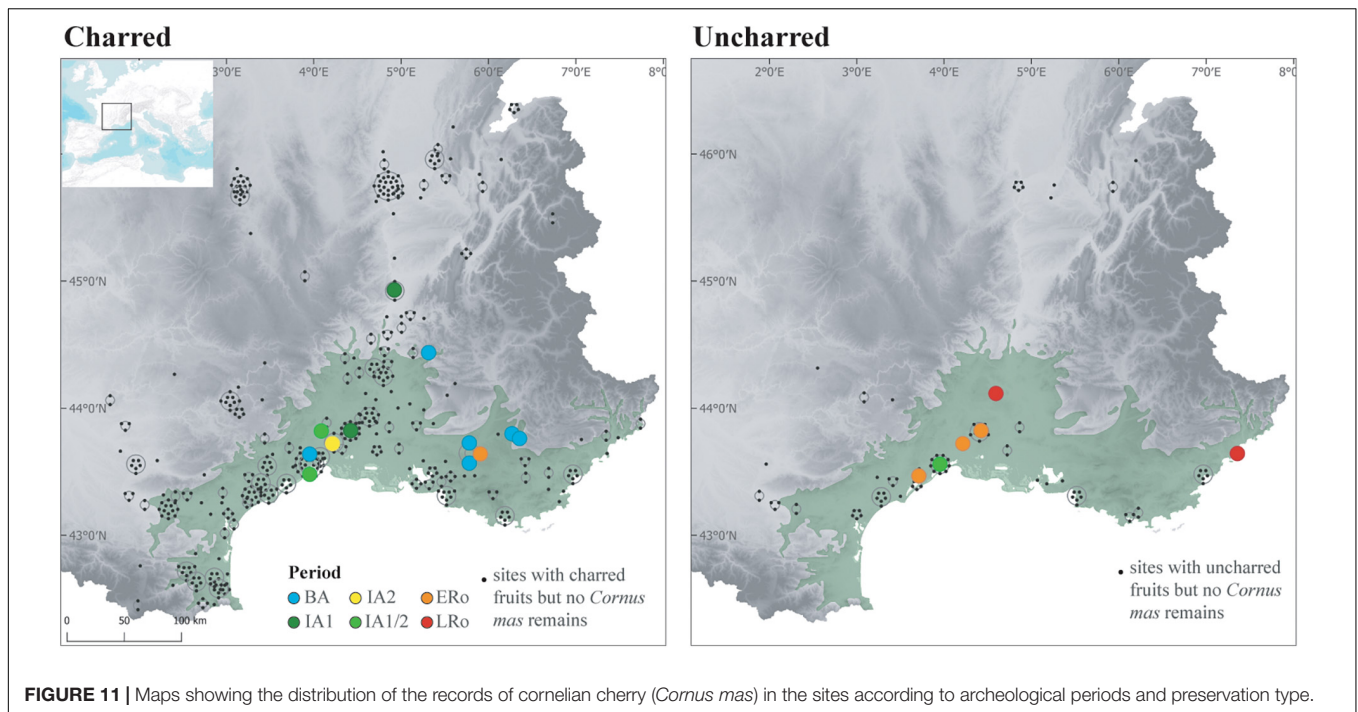 Charred
3°0'E 4°0'E 5°0'E 6°0'E 7°0'E 8°0
45°0'N
44°0'N
43°0'N
Period
BA IA2 ERo
IA1 IA1/2 LRo
0 50 100 km
sites with charred
fruits but no Cornus
mas remains
Uncharred
2°0'E 3°0'E 4°0'E 5°0'E 6°0'E 7°0'E 8°0
46°0'N
45°0'N
44°0'N
43°0'N
sites with uncharred
fruits but no Cornus
mas remains
FIGURE 11 | Maps showing the distribution of the records of cornelian cherry (Cornus mas) in the sites according to archeological periods and preservation type.